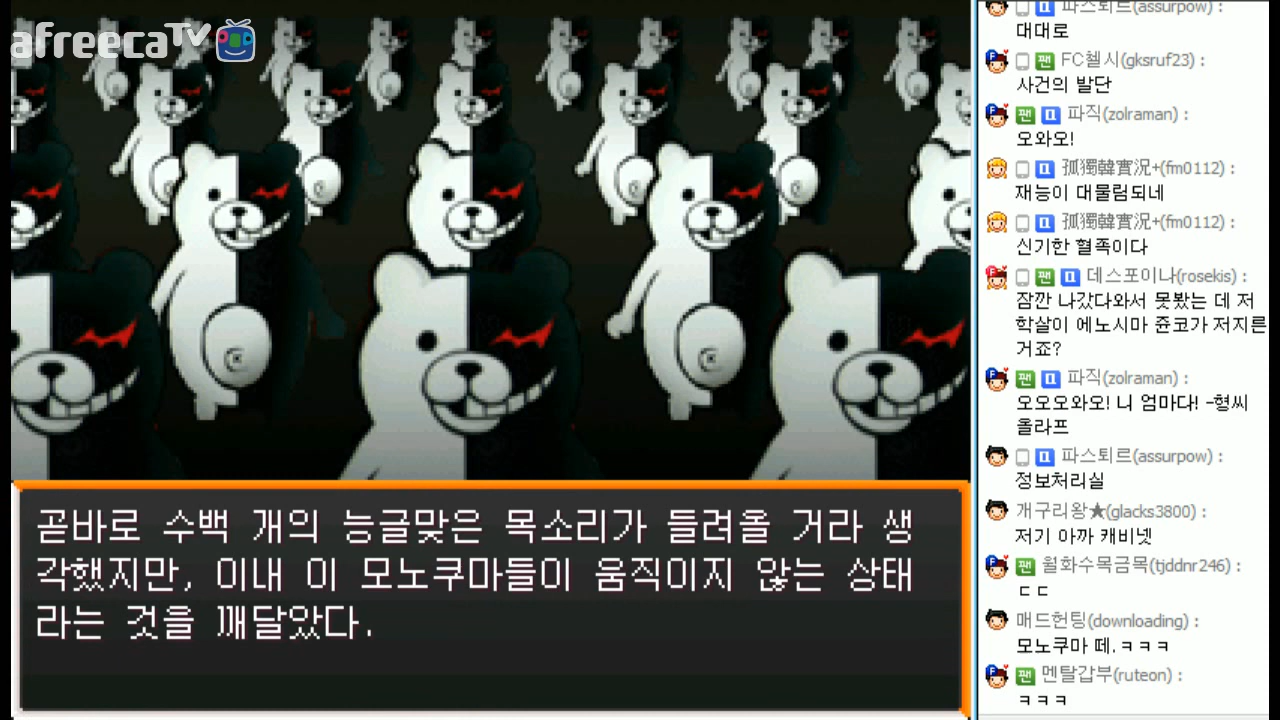 afreecaTV
곧바로 수백 개의 능글맞은 목소리가 들려올 거라 생
각했지만, 이내 이 모노쿠마들이 움직이지 않는 상태
라는 것을 깨달았다.
파스퇴르(assurpow) :
대대로
팬 FC첼시(gksruf23) :
사건의 발단
팬 파직(zolraman) :
오와오!
孤獨韓實況+(fm0112) :
재능이 대물림되네
孤獨韓實況+(fm0112) :
신기한 혈족이다
팬 데스포이나(rosekis) :
잠깐 나갔다와서 못봤는 데 저
학살이 에노시마 쥰코가 저지른
거죠?
팬 파직(zolraman) :
오오오와오! 니 엄마다! -형씨
올라프
파스퇴르(assurpow) :
정보처리실
개구리왕★(glacks3800) :
저기 아까 캐비넷
팬 월화수목금목(tjddnr246) :
ㄷㄷ
매드헌팅(downloading) :
모노쿠마 떼.ㅋㅋㅋ
팬 멘탈갑부(ruteon) :
ㅋㅋㅋ